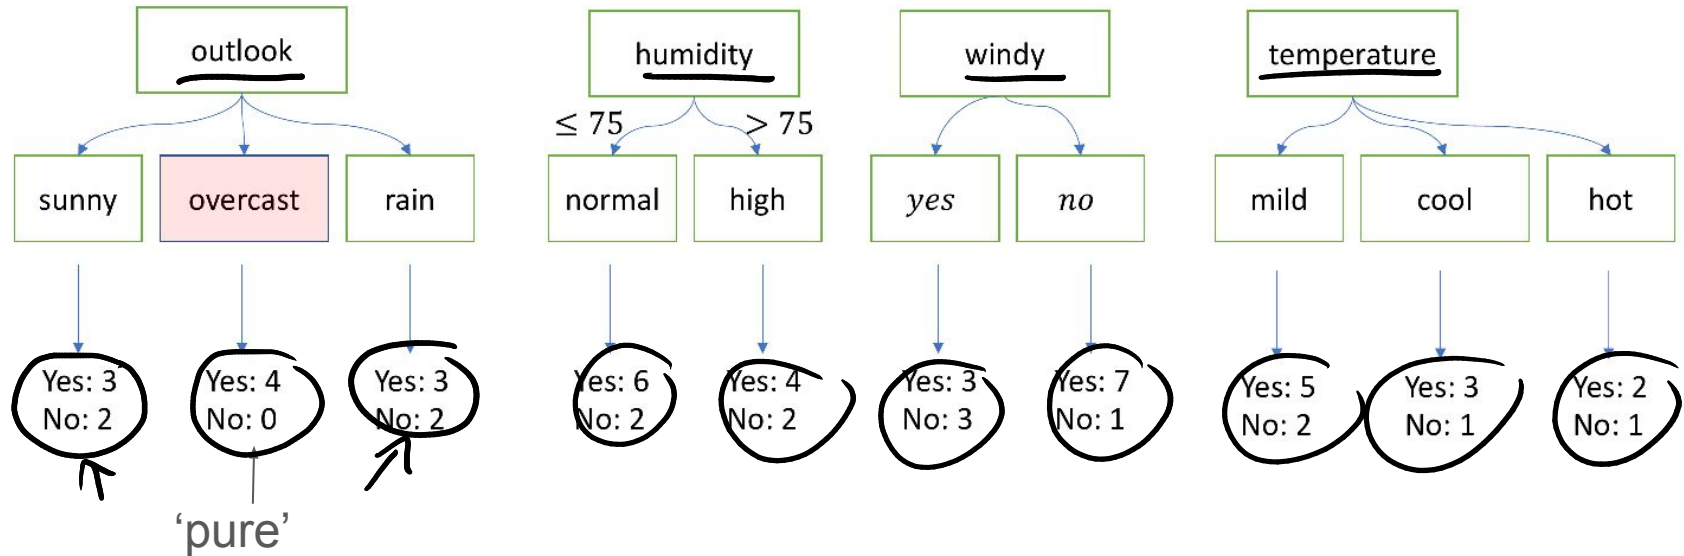 outlook
humidity
windy
temperature
≤ 75
> 75
sunny
overcast
rain
normal
high
yes
no
mild
cool
hot
Yes: 3
No: 2
Yes: 4
No: 0
Yes: 3
No: 2
Yes: 6
No: 2
Yes: 4
No: 2
Yes: 3
No: 3
Yes: 7
No: 1
Yes: 5
No: 2
Yes: 3
No: 1
Yes: 2
No: 1
‘pure’